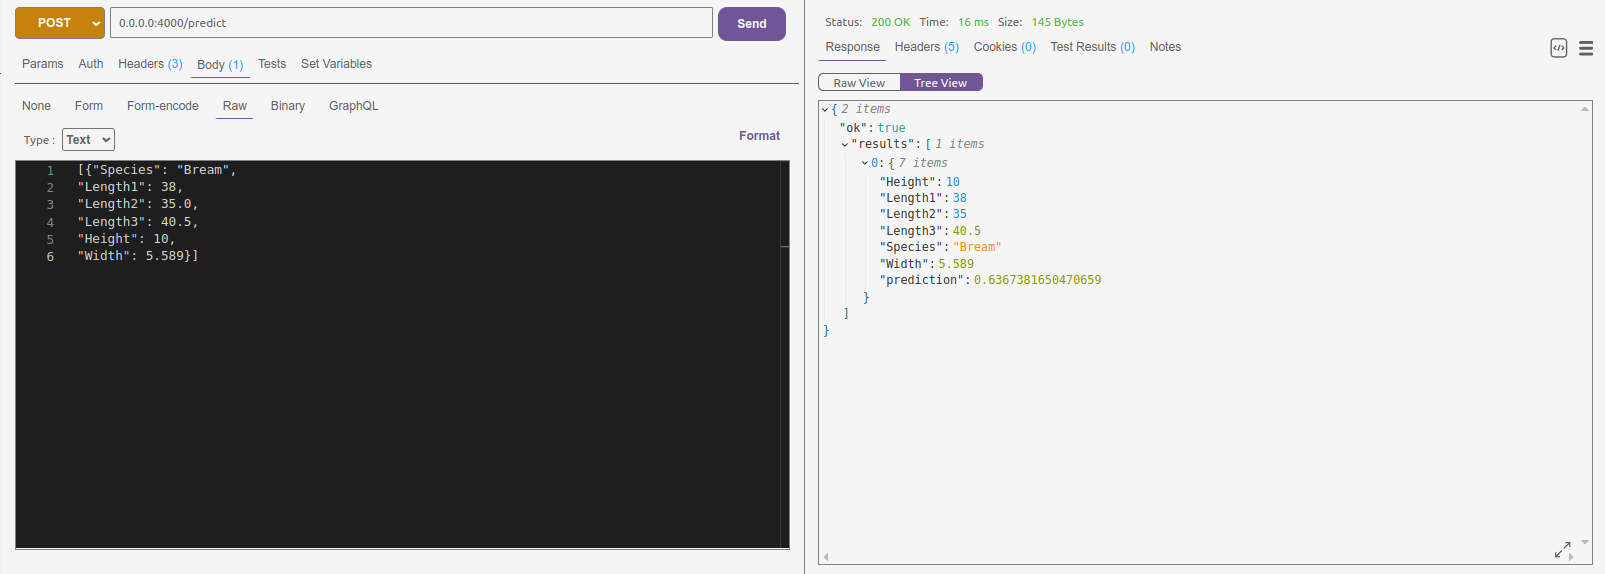 POST 0.0.0.0:4000/predict Send
Params Auth Headers (3) Body (1) Tests Set Variables
None Form Form-encode Raw Binary GraphQL
Type : Text Format
1 [{"Species": "Bream",
2 "Length1": 38,
3 "Length2": 35.0,
4 "Length3": 40.5,
5 "Height": 10,
6 "Width": 5.589}]
Status: 200 OK Time: 16 ms Size: 145 Bytes
Response Headers (5) Cookies (0) Test Results (0) Notes
Raw View Tree View
{ 2 items
"ok": true
"results": [ 1 items
0: { 7 items
"Height": 10
"Length1": 38
"Length2": 35
"Length3": 40.5
"Species": "Bream"
"Width": 5.589
"prediction": 0.6367381650470659
}
]
}